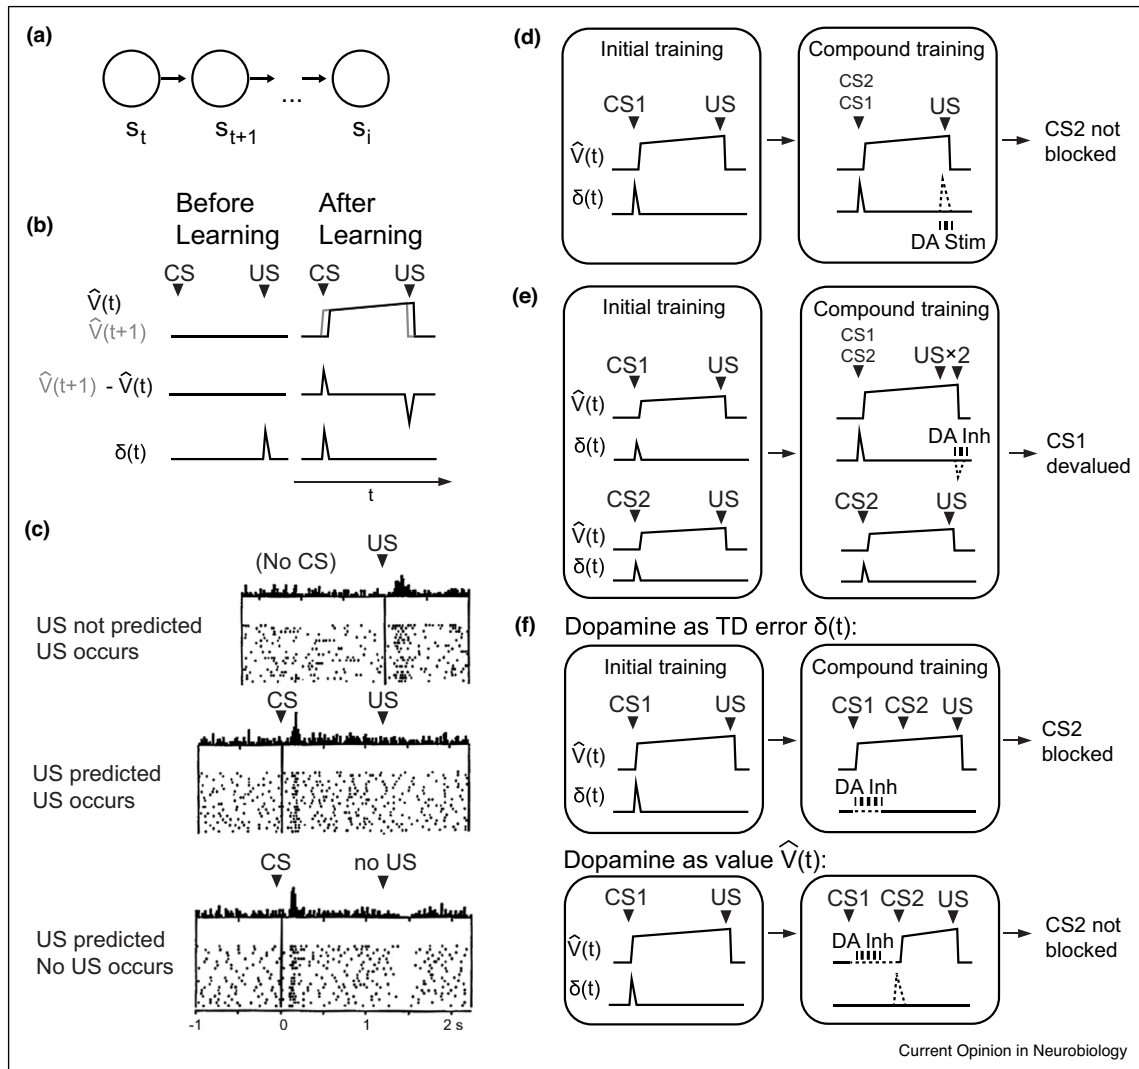 (a)
s_t
s_{t+1}
...
s_i
(b)
Before
Learning
After
Learning
CS
US
CS
US
V̂(t)
V̂(t+1)
V̂(t+1) - V̂(t)
δ(t)
t
(c)
(No CS)
US
US not predicted
US occurs
CS
US
US predicted
US occurs
CS
no US
US predicted
No US occurs
-1
0
1
2 s
(d)
Initial training
CS1
US
V̂(t)
δ(t)
Compound training
CS2
CS1
US
DA Stim
CS2 not
blocked
(e)
Initial training
CS1
US
V̂(t)
δ(t)
CS2
US
V̂(t)
δ(t)
Compound training
CS1
CS2
US×2
DA Inh
CS2
US
CS1
devalued
(f)
Dopamine as TD error δ(t):
Initial training
CS1
US
V̂(t)
δ(t)
Compound training
CS1
CS2
US
DA Inh
CS2
blocked
Dopamine as value V̂(t):
CS1
US
V̂(t)
δ(t)
CS1
CS2
US
DA Inh
CS2 not
blocked
Current Opinion in Neurobiology